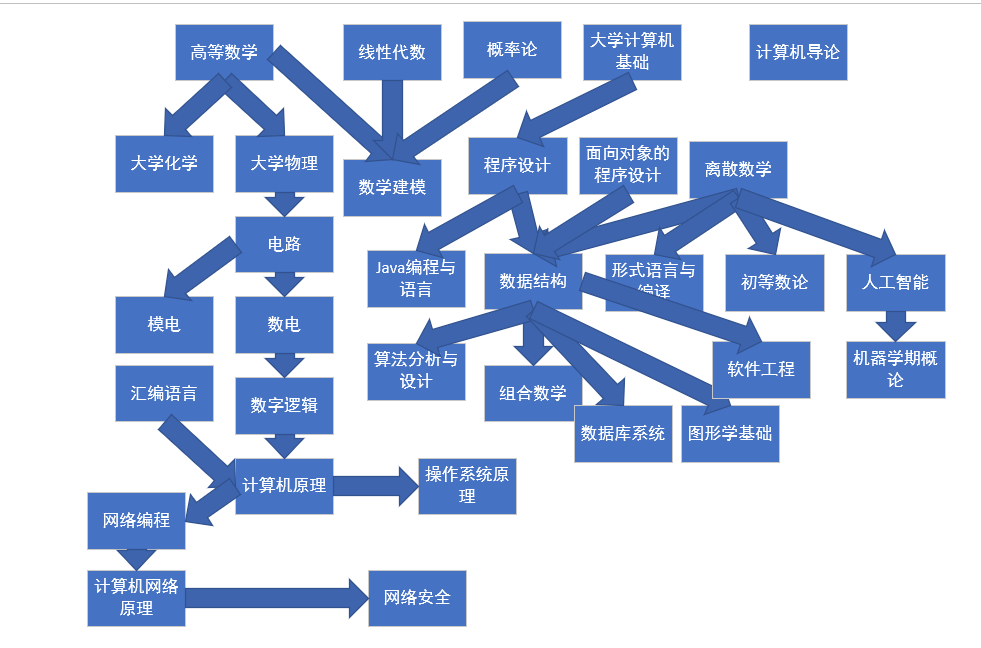 高等数学
线性代数
概率论
大学计算机
基础
计算机导论
大学化学
大学物理
数学建模
程序设计
面向对象的
程序设计
离散数学
电路
Java编程与
语言
数据结构
形式语言与
编译
初等数论
人工智能
模电
数电
算法分析与
设计
组合数学
软件工程
机器学期概
论
汇编语言
数字逻辑
数据库系统
图形学基础
计算机原理
操作系统原
理
网络编程
计算机网络
原理
网络安全